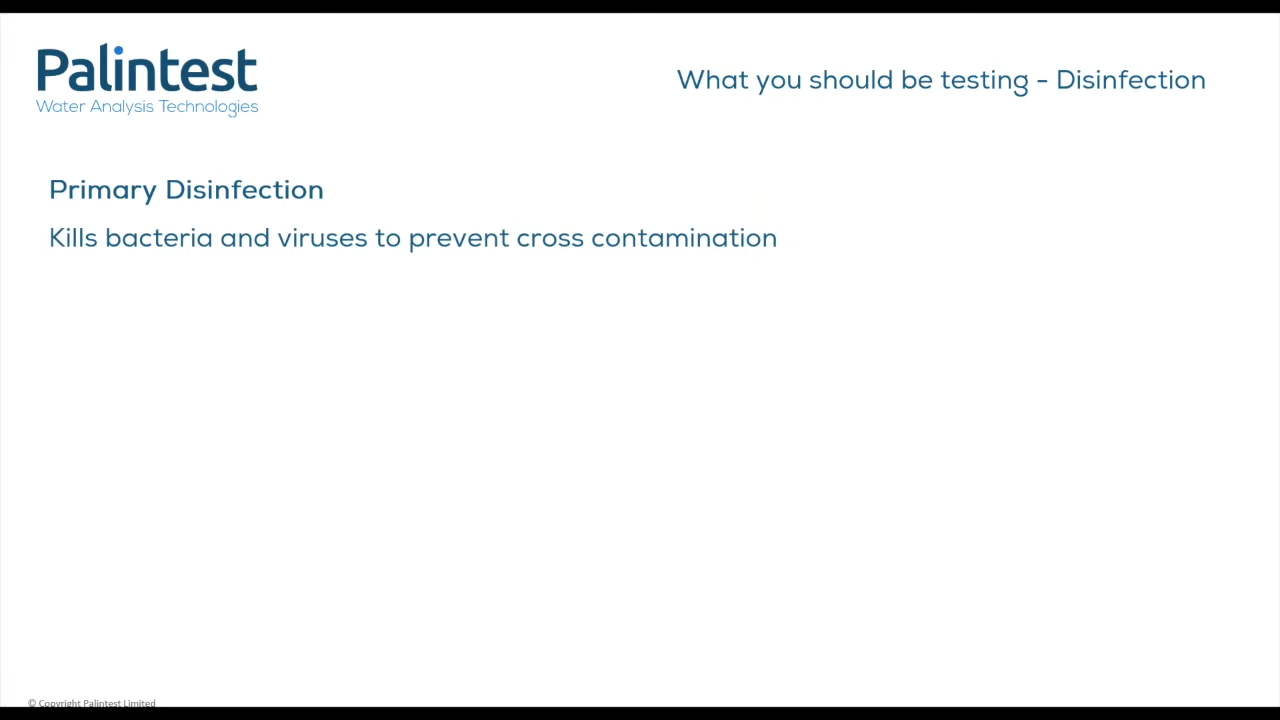 Palintest
Water Analysis Technologies
What you should be testing - Disinfection
Primary Disinfection
Kills bacteria and viruses to prevent cross contamination
© Copyright Palintest Limited